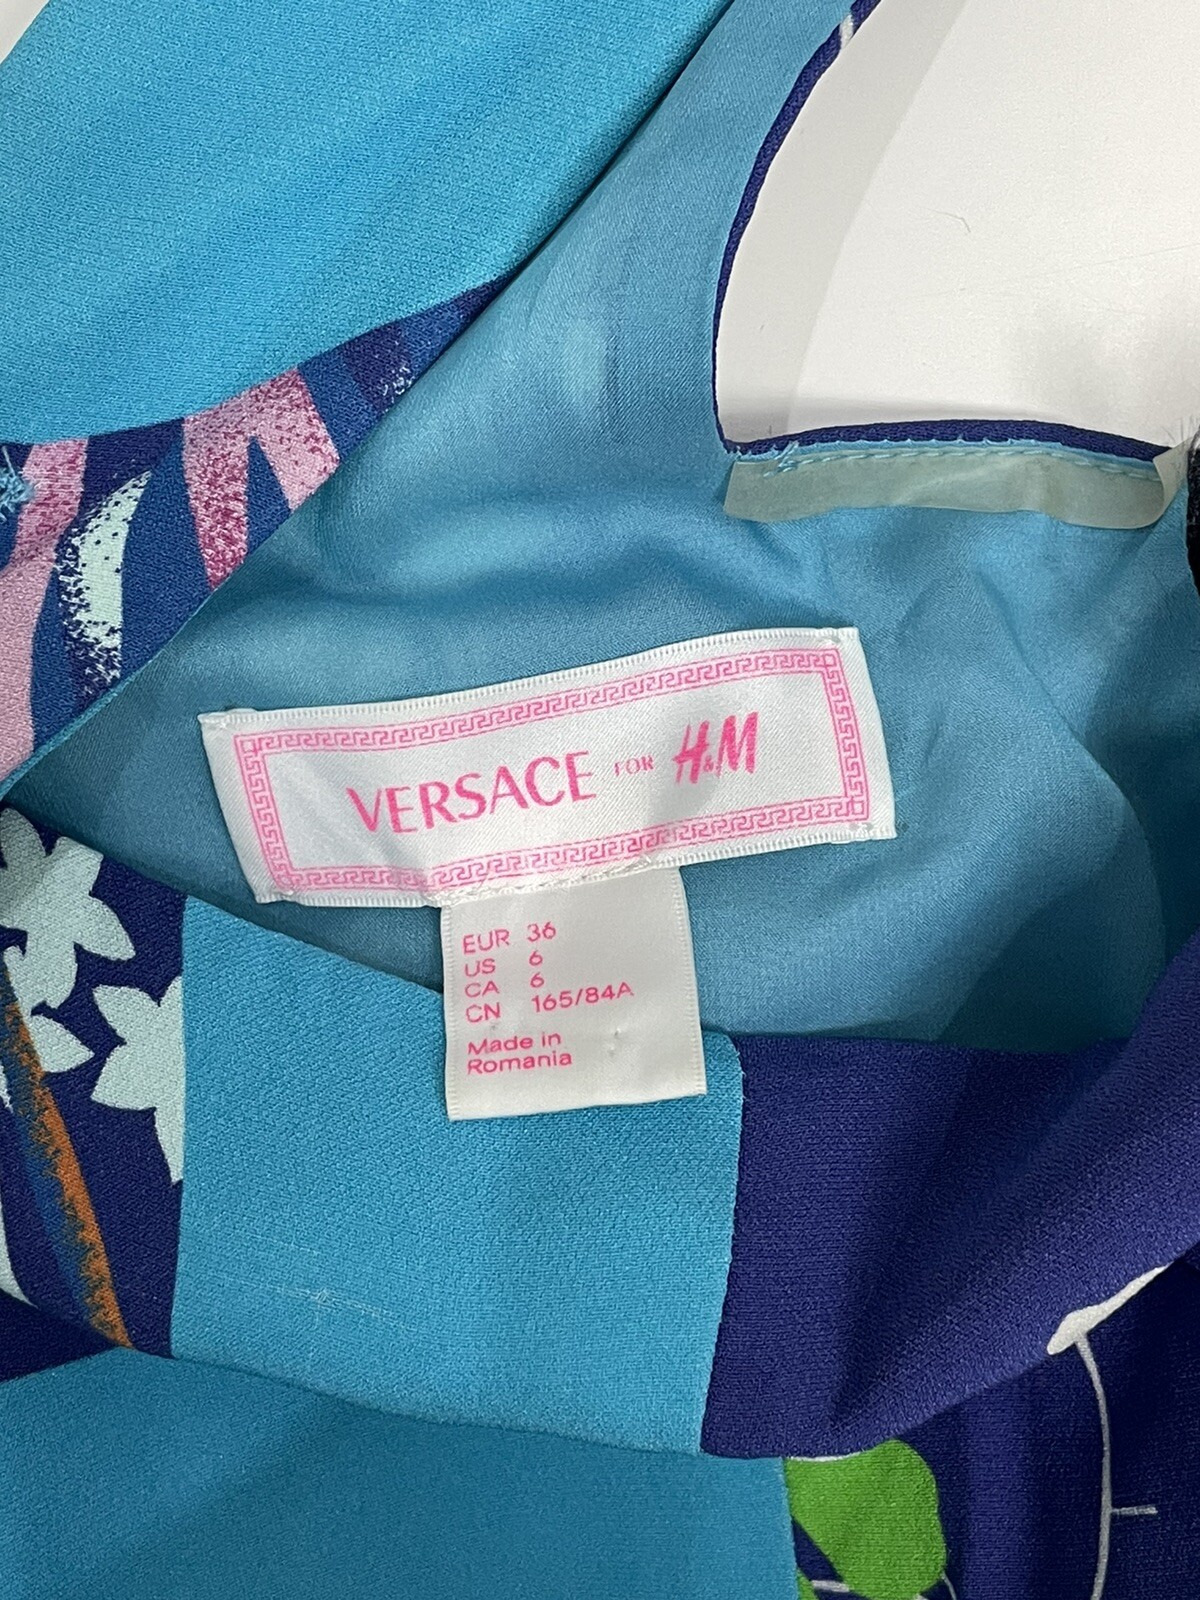 VERSACE FOR H&M
EUR 36
US 6
CA 6
CN 165/84A
Made in
Romania